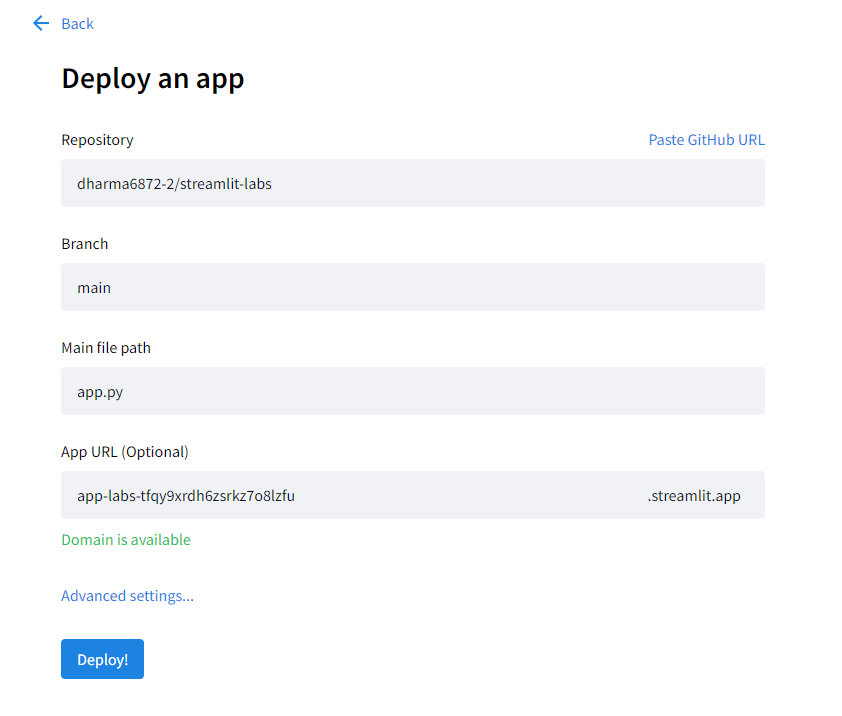 Back
Deploy an app
Repository Paste GitHub URL
dharma6872-2/streamlit-labs
Branch
main
Main file path
app.py
App URL (Optional)
app-labs-tfqy9xrdh6zsrkz7o8lzfu .streamlit.app
Domain is available
Advanced settings...
Deploy!